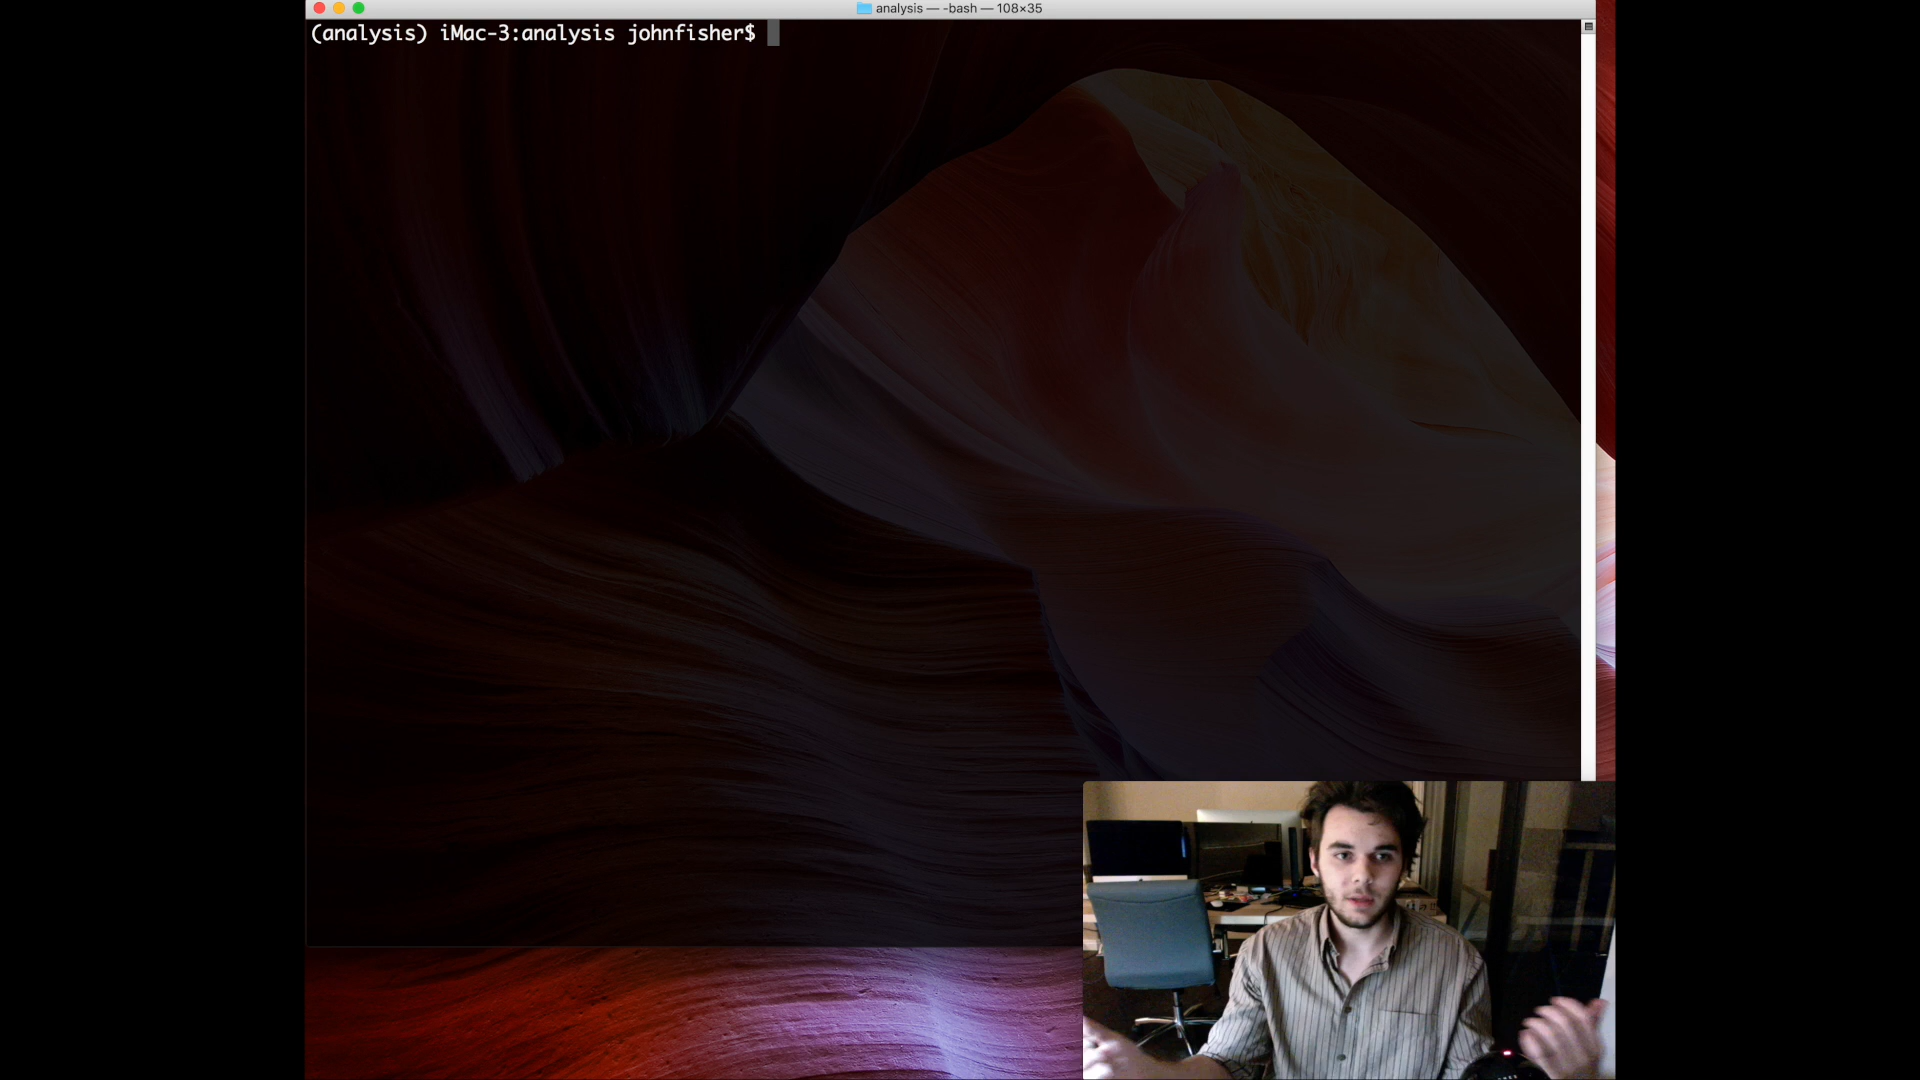 analysis — -bash — 108×35
(analysis) iMac-3:analysis johnfisher$